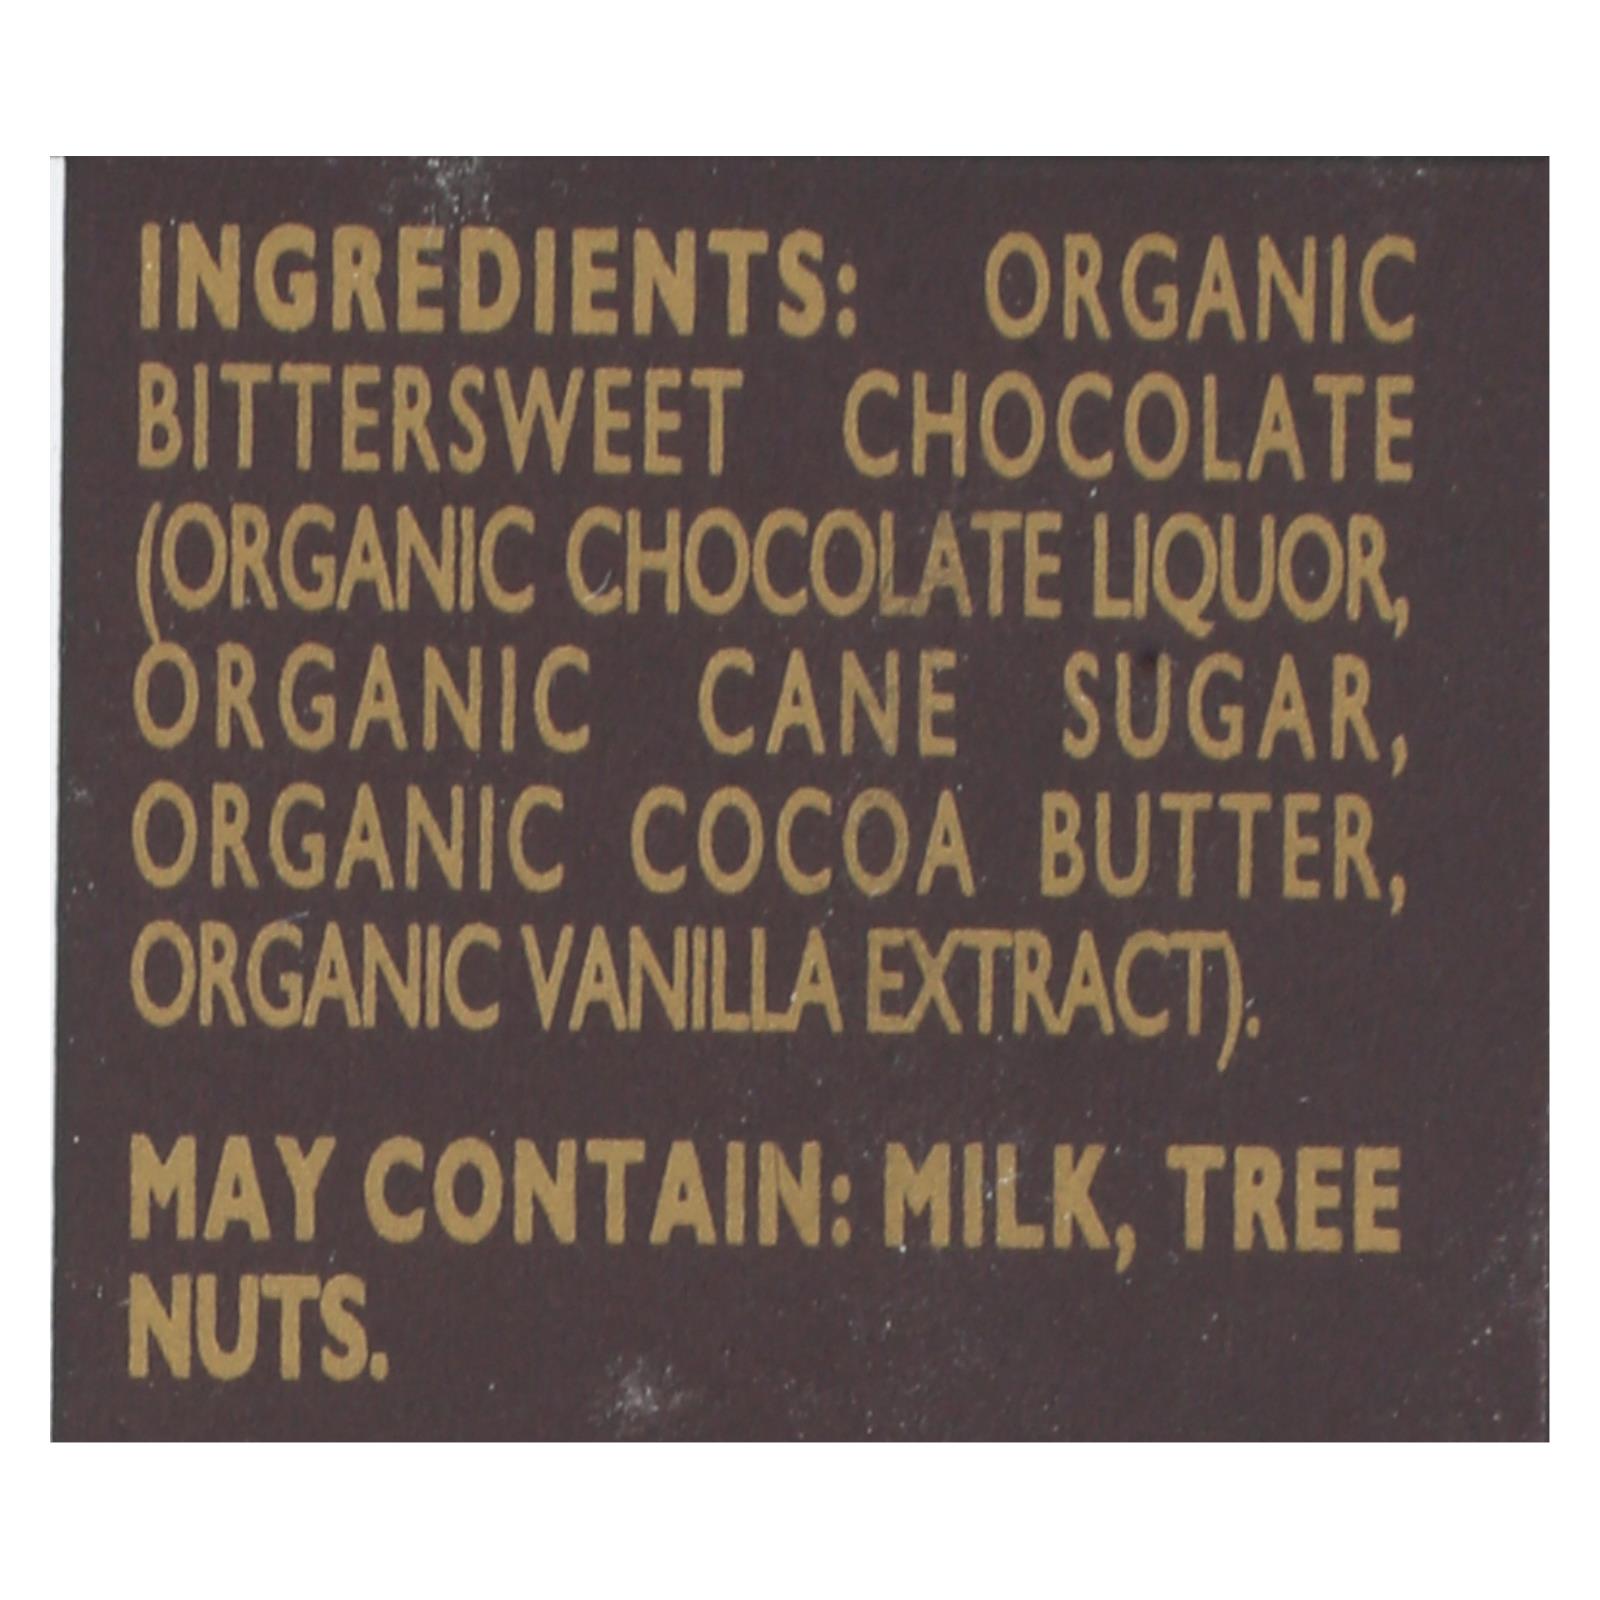 INGREDIENTS: ORGANIC
BITTERSWEET CHOCOLATE
(ORGANIC CHOCOLATE LIQUOR,
ORGANIC CANE SUGAR,
ORGANIC COCOA BUTTER,
ORGANIC VANILLA EXTRACT).
MAY CONTAIN: MILK, TREE
NUTS.